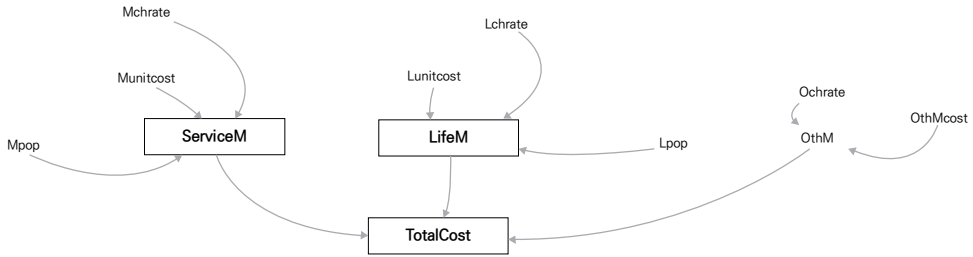 Mchrate
Lchrate
Munitcost
Lunitcost
Ochrate
OthMcost
ServiceM
LifeM
OthM
Mpop
Lpop
TotalCost